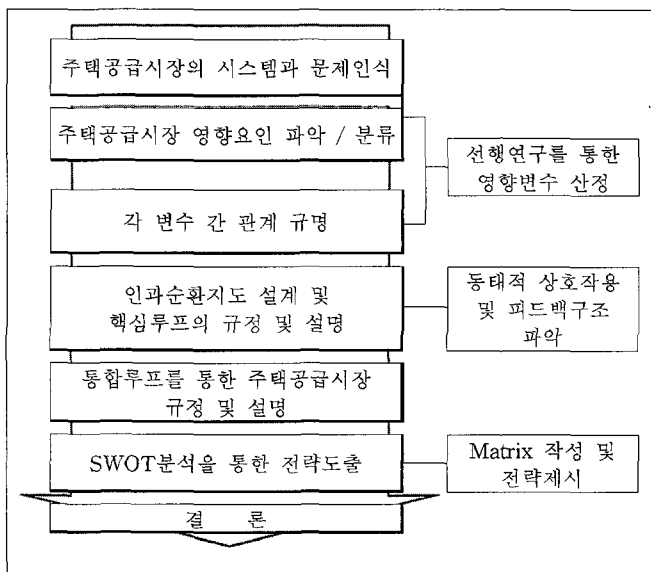 주택공급시장의 시스템과 문제인식
주택공급시장 영향요인 파악 / 분류
각 변수 간 관계 규명
선행연구를 통한
영향변수 산정
인과순환지도 설계 및
핵심루프의 규정 및 설명
동태적 상호작용
및 피드백구조
파악
통합루프를 통한 주택공급시장
규정 및 설명
SWOT분석을 통한 전략도출
Matrix 작성 및
전략제시
결 론